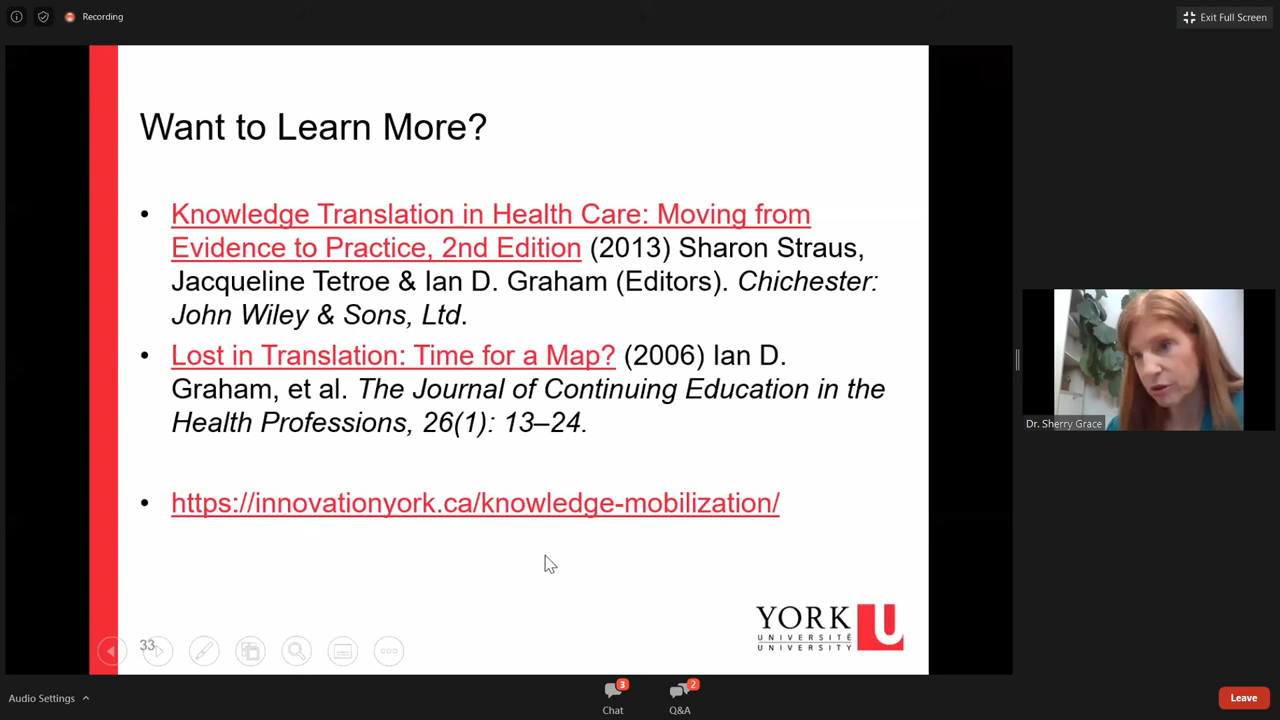 Recording
Exit Full Screen
Want to Learn More?
• Knowledge Translation in Health Care: Moving from
Evidence to Practice, 2nd Edition (2013) Sharon Straus,
Jacqueline Tetroe & Ian D. Graham (Editors). Chichester:
John Wiley & Sons, Ltd.
• Lost in Translation: Time for a Map? (2006) Ian D.
Graham, et al. The Journal of Continuing Education in the
Health Professions, 26(1): 13–24.
• https://innovationyork.ca/knowledge-mobilization/
Dr. Sherry Grace
YORK U
UNIVERSITÉ
UNIVERSITY
33
Audio Settings
3
Chat
2
Q&A
Leave